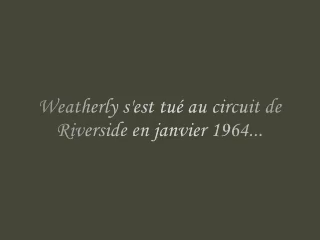 Weatherly s'est tué au circuit de
Riverside en janvier 1964...